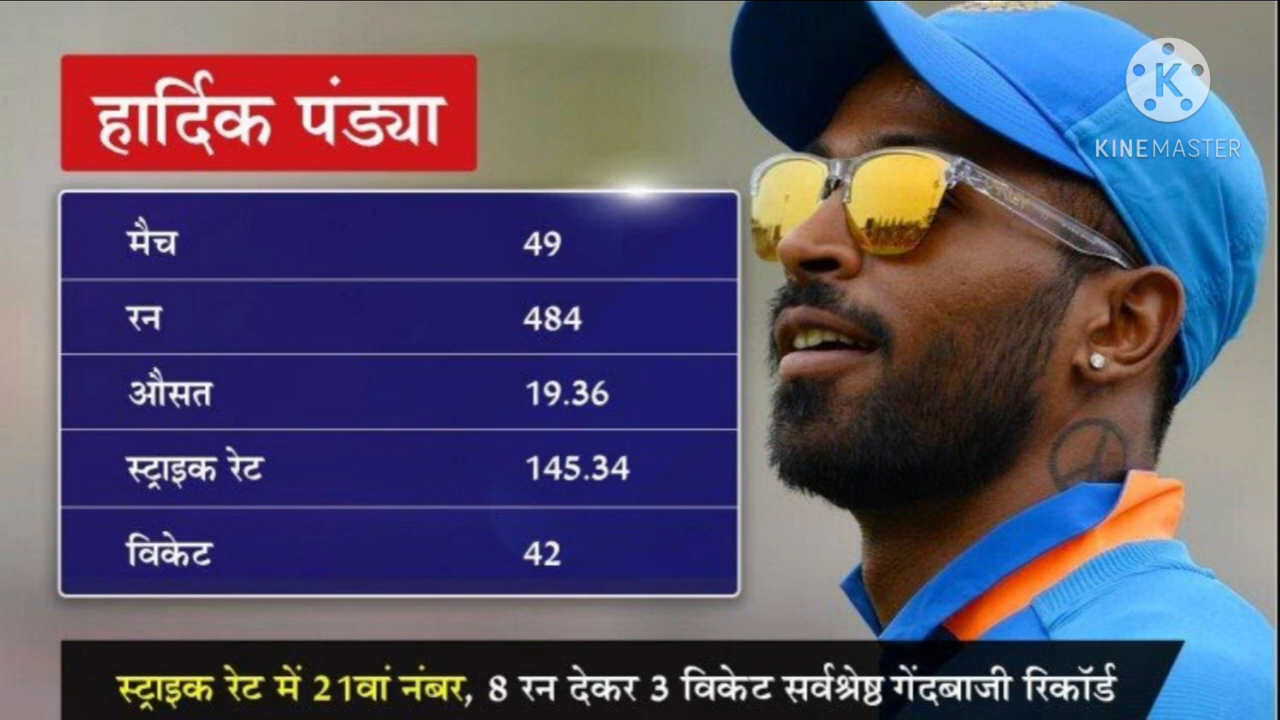 हार्दिक पंड्या
K
KINEMASTER
मैच 49
रन 484
औसत 19.36
स्ट्राइक रेट 145.34
विकेट 42
स्ट्राइक रेट में 21वां नंबर, 8 रन देकर 3 विकेट सर्वश्रेष्ठ गेंदबाजी रिकॉर्ड